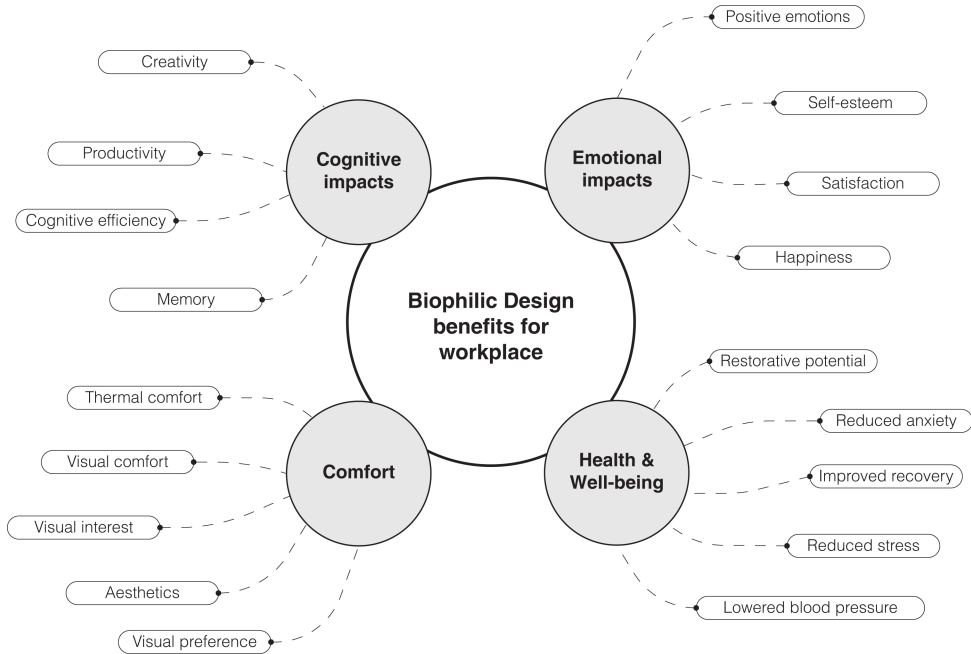 Positive emotions
Creativity
Self-esteem
Productivity
Cognitive
impacts
Emotional
impacts
Satisfaction
Cognitive efficiency
Happiness
Memory
Biophilic Design
benefits for
workplace
Restorative potential
Thermal comfort
Reduced anxiety
Visual comfort
Comfort
Health &
Well-being
Improved recovery
Visual interest
Reduced stress
Aesthetics
Lowered blood pressure
Visual preference